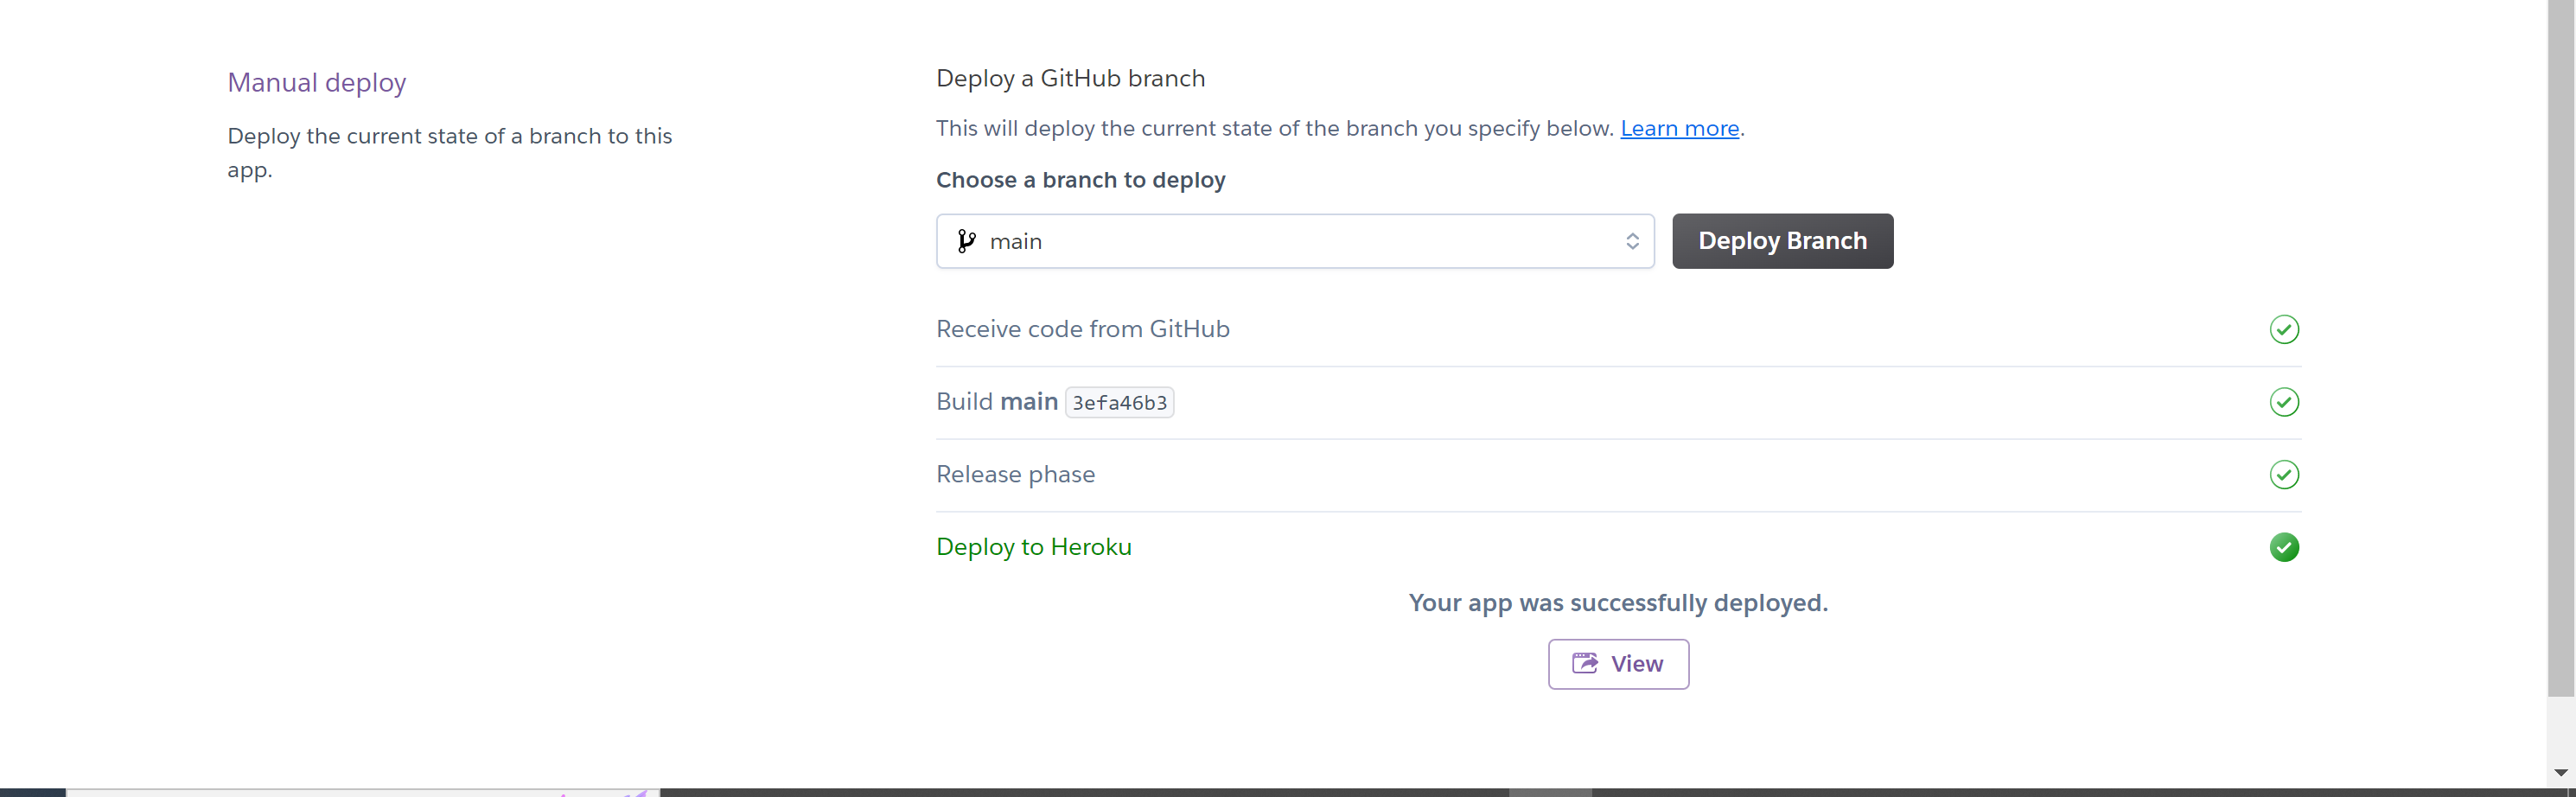 Manual deploy
Deploy the current state of a branch to this
app.
Deploy a GitHub branch
This will deploy the current state of the branch you specify below. Learn more.
Choose a branch to deploy
main
Deploy Branch
Receive code from GitHub
Build main 3efa46b3
Release phase
Deploy to Heroku
Your app was successfully deployed.
View